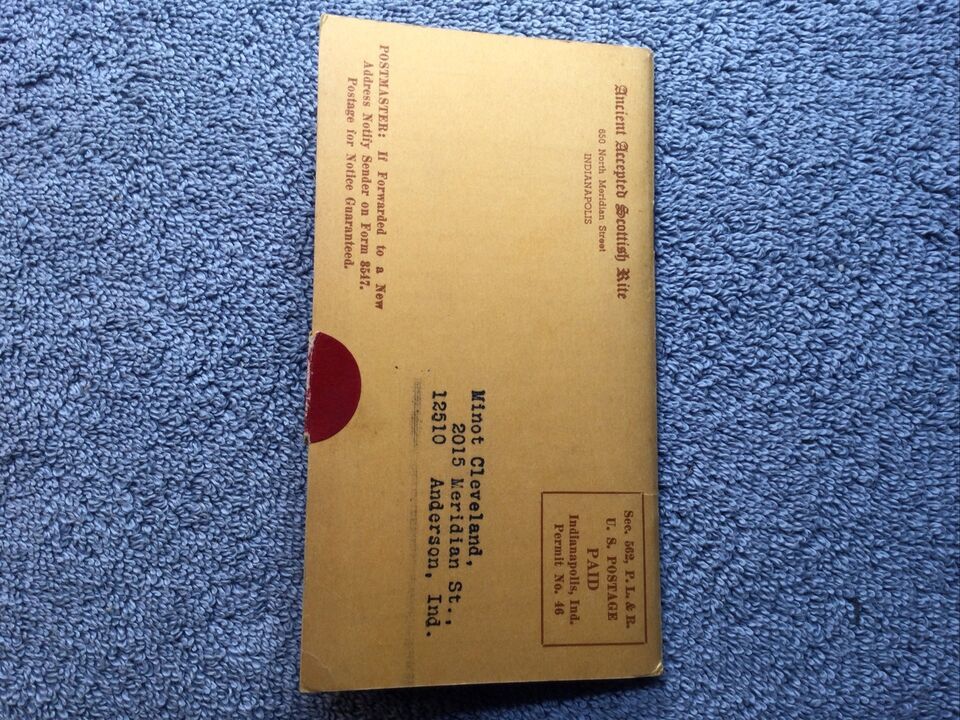 Ancient Accepted Scottish Rite
650 North Meridian Street
INDIANAPOLIS
Sec. 562, P. L. & R.
U. S. POSTAGE
PAID
Indianapolis, Ind.
Permit No. 46
Minot Cleveland,
2015 Meridian St.,
12510 Anderson, Ind.
POSTMASTER: If Forwarded to a New
Address Notify Sender on Form 3547.
Postage for Notice Guaranteed.